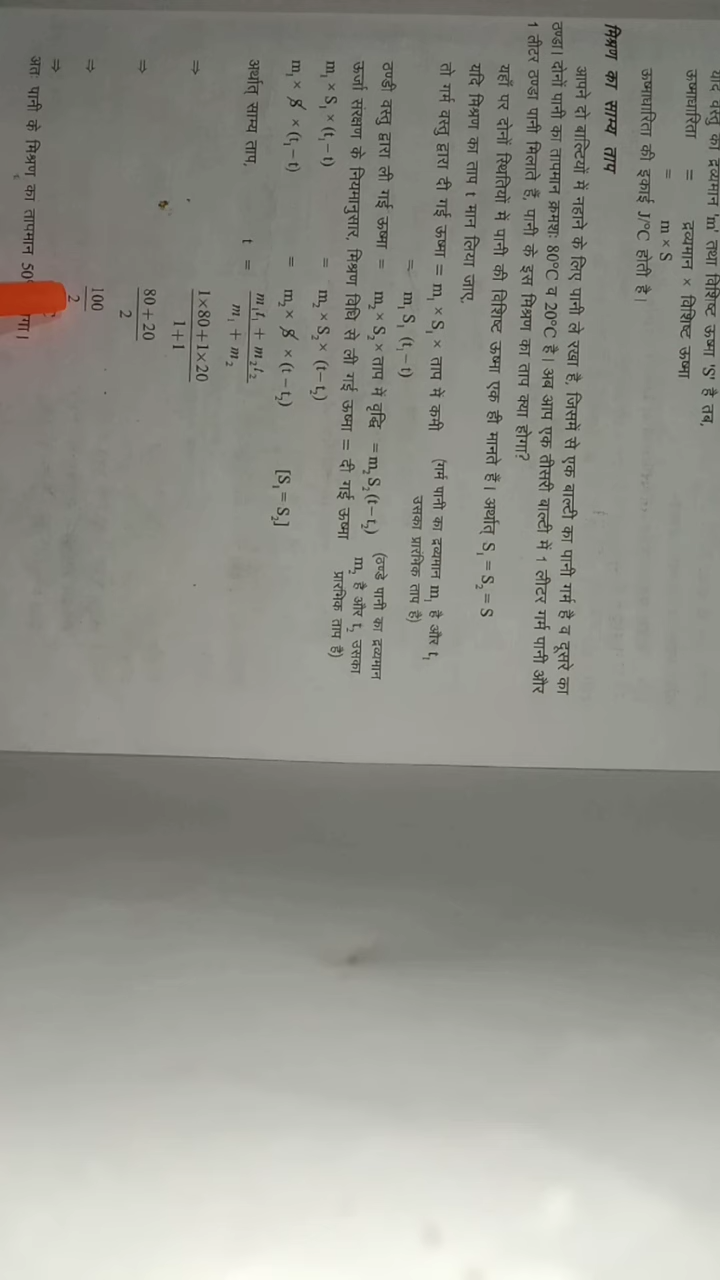 यदि वस्तु का द्रव्यमान 'm' तथा विशिष्ट ऊष्मा 'S' है तब,
ऊष्माधारिता = द्रव्यमान × विशिष्ट ऊष्मा
= m × S
ऊष्माधारिता की इकाई J/°C होती है।
मिश्रण का साम्य ताप
आपने दो बाल्टियों में नहाने के लिए पानी ले रखा है, जिसमें से एक बाल्टी का पानी गर्म है व दूसरे का
ठण्डा। दोनों पानी का तापमान क्रमशः 80°C व 20°C है। अब आप एक तीसरी बाल्टी में 1 लीटर गर्म पानी और
1 लीटर ठण्डा पानी मिलाते हैं, पानी के इस मिश्रण का ताप क्या होगा?
यहाँ पर दोनों स्थितियों में पानी की विशिष्ट ऊष्मा एक ही मानते हैं। अर्थात् S₁ = S₂ = S
यदि मिश्रण का ताप t मान लिया जाए,
तो गर्म वस्तु द्वारा दी गई ऊष्मा = m₁ × S₁ × ताप में कमी (गर्म पानी का द्रव्यमान m₁ है और t₁
= m₁ S₁ (t₁ – t) उसका प्रारंभिक ताप है)
ठण्डी वस्तु द्वारा ली गई ऊष्मा = m₂ × S₂ × ताप में वृद्धि = m₂ S₂ (t – t₂) (ठण्डे पानी का द्रव्यमान
ऊर्जा संरक्षण के नियमानुसार, मिश्रण विधि से ली गई ऊष्मा = दी गई ऊष्मा m₂ है और t₂ उसका
प्रारंभिक ताप है)
m₁ × S₁ × (t₁ – t) = m₂ × S₂ × (t – t₂)
m₁ × S × (t₁ – t) = m₂ × S × (t – t₂) [S₁ = S₂]
अर्थात् साम्य ताप, t = m₁t₁ + m₂t₂
m₁ + m₂
⇒ 1×80+1×20
1+1
⇒ 80+20
2
⇒ 100
2
⇒
अतः पानी के मिश्रण का तापमान 50